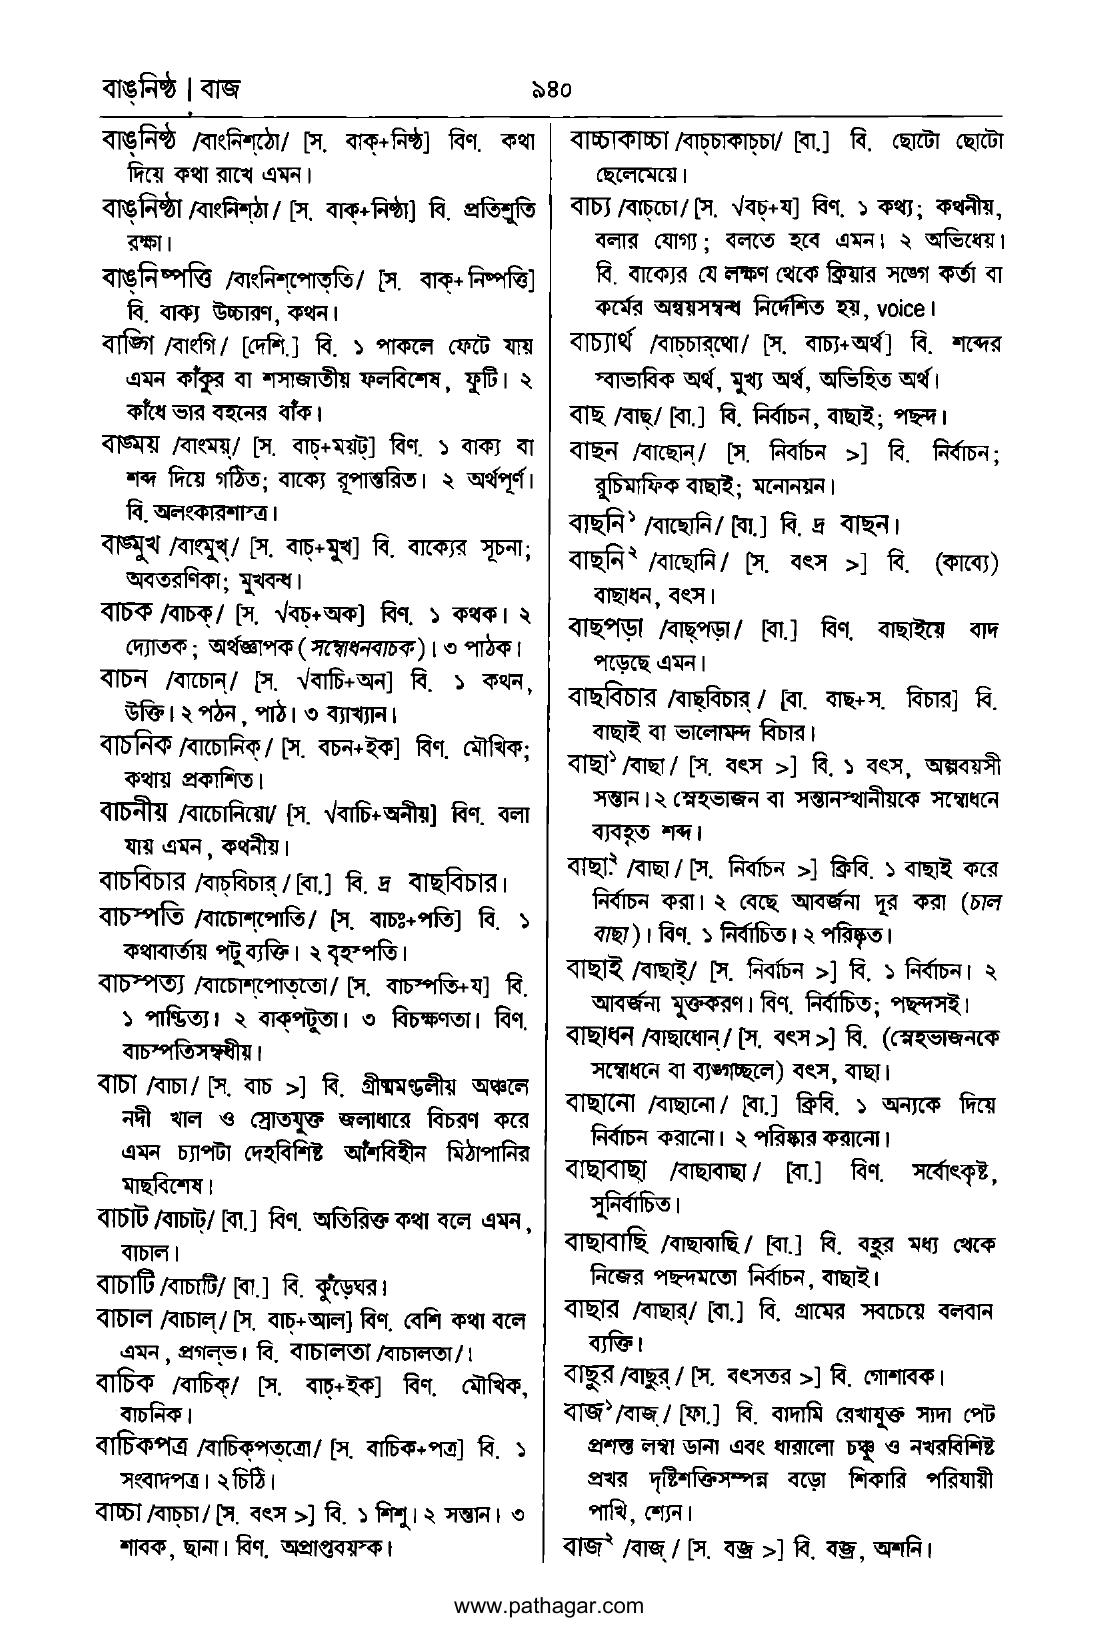 বাঙ্‌নিষ্ঠ | বাজ
৯৪০
বাঙ্‌নিষ্ঠ /বাংনিশ্‌ঠো/ [স. বাক্‌+নিষ্ঠ] বিণ. কথা
দিয়ে কথা রাখে এমন।
বাঙ্‌নিষ্ঠা /বাংনিশ্‌ঠা/ [স. বাক্‌+নিষ্ঠা] বি. প্রতিশ্রুতি
রক্ষা।
বাঙ্‌নিষ্পত্তি /বাংনিশ্‌পোত্‌তি/ [স. বাক্‌+নিষ্পত্তি]
বি. বাক্য উচ্চারণ, কথন।
বাঙ্গি /বাংগি/ [দেশি.] বি. ১ পাকলে ফেটে যায়
এমন কাঁকুর বা শসাজাতীয় ফলবিশেষ, ফুটি। ২
কাঁধে ভার বহনের বাঁক।
বাঙ্ময় /বাংময়্/ [স. বাচ্‌+ময়ট্] বিণ. ১ বাক্য বা
শব্দ দিয়ে গঠিত; বাক্যে রূপান্তরিত। ২ অর্থপূর্ণ।
বি. অলংকারশাস্ত্র।
বাঙ্মুখ /বাংমুখ্/ [স. বাচ্‌+মুখ] বি. বাক্যের সূচনা;
অবতরণিকা; মুখবন্ধ।
বাচক /বাচক্/ [স. √বচ্‌+অক] বিণ. ১ কথক। ২
দ্যোতক; অর্থজ্ঞাপক (সম্বোধনবাচক)। ৩ পাঠক।
বাচন /বাচোন্/ [স. √বাচি+অন] বি. ১ কথন,
উক্তি। ২ পঠন, পাঠ। ৩ ব্যাখ্যান।
বাচনিক /বাচোনিক্/ [স. বচন+ইক] বিণ. মৌখিক;
কথায় প্রকাশিত।
বাচনীয় /বাচোনিয়ো/ [স. √বাচি+অনীয়] বিণ. বলা
যায় এমন, কথনীয়।
বাচবিচার /বাচ্‌বিচার্/ [বা.] বি. দ্র বাছবিচার।
বাচস্পতি /বাচোশ্‌পোতি/ [স. বাচঃ+পতি] বি. ১
কথাবার্তায় পটু ব্যক্তি। ২ বৃহস্পতি।
বাচস্পত্য /বাচোশ্‌পোত্‌তো/ [স. বাচস্পতি+য] বি.
১ পাণ্ডিত্য। ২ বাক্‌পটুতা। ৩ বিচক্ষণতা। বিণ.
বাচস্পতিসম্বন্ধীয়।
বাচা /বাচা/ [স. বাচ >] বি. গ্রীষ্মমণ্ডলীয় অঞ্চলে
নদী খাল ও স্রোতযুক্ত জলাধারে বিচরণ করে
এমন চ্যাপটা দেহবিশিষ্ট আঁশবিহীন মিঠাপানির
মাছবিশেষ।
বাচাট /বাচাট্/ [বা.] বিণ. অতিরিক্ত কথা বলে এমন,
বাচাল।
বাচাটি /বাচাটি/ [বা.] বি. কুঁড়েঘর।
বাচাল /বাচাল্/ [স. বাচ্‌+আল] বিণ. বেশি কথা বলে
এমন, প্রগল্‌ভ। বি. বাচালতা /বাচালতা/।
বাচিক /বাচিক্/ [স. বাচ্‌+ইক] বিণ. মৌখিক,
বাচনিক।
বাচিকপত্র /বাচিক্‌পত্‌ত্রো/ [স. বাচিক+পত্র] বি. ১
সংবাদপত্র। ২ চিঠি।
বাচ্চা /বাচ্‌চা/ [স. বৎস >] বি. ১ শিশু। ২ সন্তান। ৩
শাবক, ছানা। বিণ. অপ্রাপ্তবয়স্ক।
বাচ্চাকাচ্চা /বাচ্‌চাকাচ্‌চা/ [বা.] বি. ছোটো ছোটো
ছেলেমেয়ে।
বাচ্য /বাচ্‌চো/ [স. √বচ্‌+য] বিণ. ১ কথ্য; কথনীয়,
বলার যোগ্য; বলতে হবে এমন। ২ অভিধেয়।
বি. বাক্যের যে লক্ষণ থেকে ক্রিয়ার সঙ্গে কর্তা বা
কর্মের অন্বয়সম্বন্ধ নির্দেশিত হয়, voice।
বাচ্যার্থ /বাচ্‌চার্‌থো/ [স. বাচ্য+অর্থ] বি. শব্দের
স্বাভাবিক অর্থ, মুখ্য অর্থ, অভিহিত অর্থ।
বাছ /বাছ্/ [বা.] বি. নির্বাচন, বাছাই; পছন্দ।
বাছন /বাছোন্/ [স. নির্বাচন >] বি. নির্বাচন;
রুচিমাফিক বাছাই; মনোনয়ন।
বাছনি১ /বাছোনি/ [বা.] বি. দ্র বাছন।
বাছনি২ /বাছোনি/ [স. বৎস >] বি. (কাব্যে)
বাছাধন, বৎস।
বাছপড়া /বাছ্‌পড়া/ [বা.] বিণ. বাছাইয়ে বাদ
পড়েছে এমন।
বাছবিচার /বাছ্‌বিচার্/ [বা. বাছ+স. বিচার] বি.
বাছাই বা ভালোমন্দ বিচার।
বাছা১ /বাছা/ [স. বৎস >] বি. ১ বৎস, অল্পবয়সী
সন্তান। ২ স্নেহভাজন বা সন্তানস্থানীয়কে সম্বোধনে
ব্যবহৃত শব্দ।
বাছা২ /বাছা/ [স. নির্বাচন >] ক্রিবি. ১ বাছাই করে
নির্বাচন করা। ২ বেছে আবর্জনা দূর করা (চাল
বাছা)। বিণ. ১ নির্বাচিত। ২ পরিষ্কৃত।
বাছাই /বাছাই্/ [স. নির্বাচন >] বি. ১ নির্বাচন। ২
আবর্জনা মুক্তকরণ। বিণ. নির্বাচিত; পছন্দসই।
বাছাধন /বাছাধোন্/ [স. বৎস >] বি. (স্নেহভাজনকে
সম্বোধনে বা ব্যঙ্গচ্ছলে) বৎস, বাছা।
বাছানো /বাছানো/ [বা.] ক্রিবি. ১ অন্যকে দিয়ে
নির্বাচন করানো। ২ পরিষ্কার করানো।
বাছাবাছা /বাছাবাছা/ [বা.] বিণ. সর্বোৎকৃষ্ট,
সুনির্বাচিত।
বাছাবাছি /বাছাবাছি/ [বা.] বি. বহুর মধ্য থেকে
নিজের পছন্দমতো নির্বাচন, বাছাই।
বাছার /বাছার্/ [বা.] বি. গ্রামের সবচেয়ে বলবান
ব্যক্তি।
বাছুর /বাছুর্/ [স. বৎসতর >] বি. গোশাবক।
বাজ১ /বাজ্/ [ফা.] বি. বাদামি রেখাযুক্ত সাদা পেট
প্রশস্ত লম্বা ডানা এবং ধারালো চঞ্চু ও নখরবিশিষ্ট
প্রখর দৃষ্টিশক্তিসম্পন্ন বড়ো শিকারি পরিযায়ী
পাখি, শ্যেন।
বাজ২ /বাজ্/ [স. বজ্র >] বি. বজ্র, অশনি।
www.pathagar.com